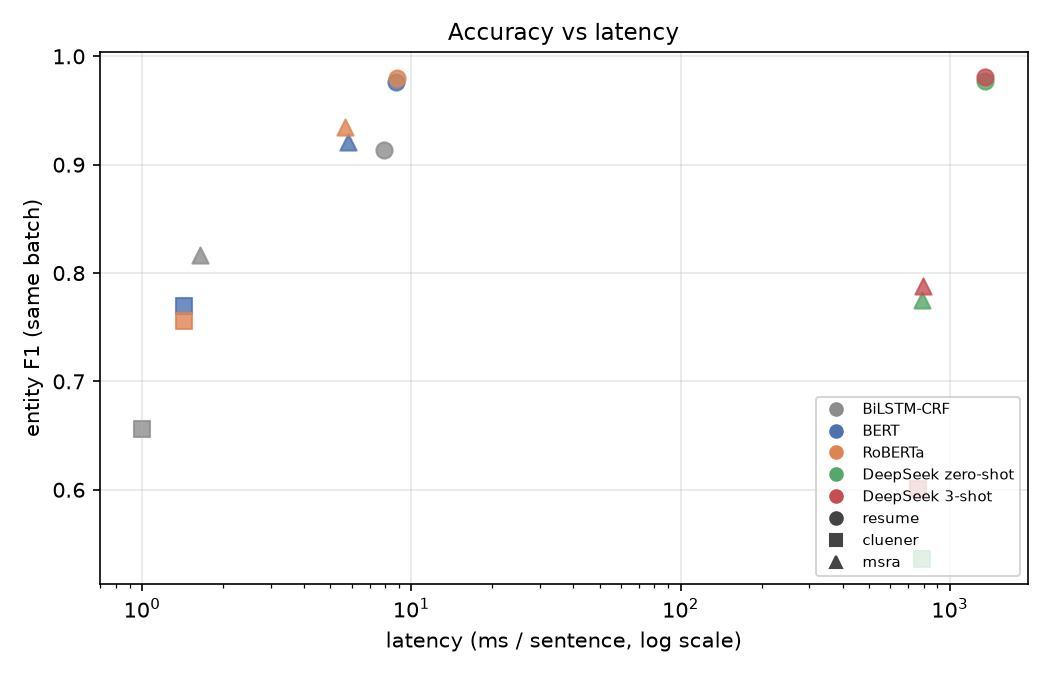 Accuracy vs latency
entity F1 (same batch)
1.0
0.9
0.8
0.7
0.6
BiLSTM-CRF
BERT
RoBERTa
DeepSeek zero-shot
DeepSeek 3-shot
resume
cluener
msra
10⁰ 10¹ 10² 10³
latency (ms / sentence, log scale)